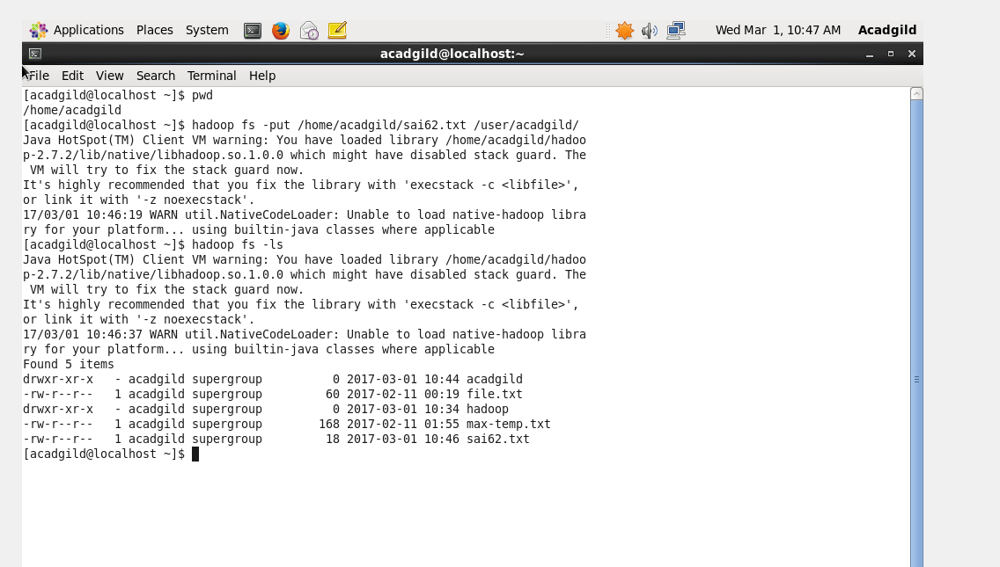 Applications Places System Wed Mar 1, 10:47 AM Acadgild
acadgild@localhost:~
File Edit View Search Terminal Help
[acadgild@localhost ~]$ pwd
/home/acadgild
[acadgild@localhost ~]$ hadoop fs -put /home/acadgild/sai62.txt /user/acadgild/
Java HotSpot(TM) Client VM warning: You have loaded library /home/acadgild/hadoo
p-2.7.2/lib/native/libhadoop.so.1.0.0 which might have disabled stack guard. The
 VM will try to fix the stack guard now.
It's highly recommended that you fix the library with 'execstack -c <libfile>',
or link it with '-z noexecstack'.
17/03/01 10:46:19 WARN util.NativeCodeLoader: Unable to load native-hadoop libra
ry for your platform... using builtin-java classes where applicable
[acadgild@localhost ~]$ hadoop fs -ls
Java HotSpot(TM) Client VM warning: You have loaded library /home/acadgild/hadoo
p-2.7.2/lib/native/libhadoop.so.1.0.0 which might have disabled stack guard. The
 VM will try to fix the stack guard now.
It's highly recommended that you fix the library with 'execstack -c <libfile>',
or link it with '-z noexecstack'.
17/03/01 10:46:37 WARN util.NativeCodeLoader: Unable to load native-hadoop libra
ry for your platform... using builtin-java classes where applicable
Found 5 items
drwxr-xr-x   - acadgild supergroup          0 2017-03-01 10:44 acadgild
-rw-r--r--   1 acadgild supergroup         60 2017-02-11 00:19 file.txt
drwxr-xr-x   - acadgild supergroup          0 2017-03-01 10:34 hadoop
-rw-r--r--   1 acadgild supergroup        168 2017-02-11 01:55 max-temp.txt
-rw-r--r--   1 acadgild supergroup         18 2017-03-01 10:46 sai62.txt
[acadgild@localhost ~]$